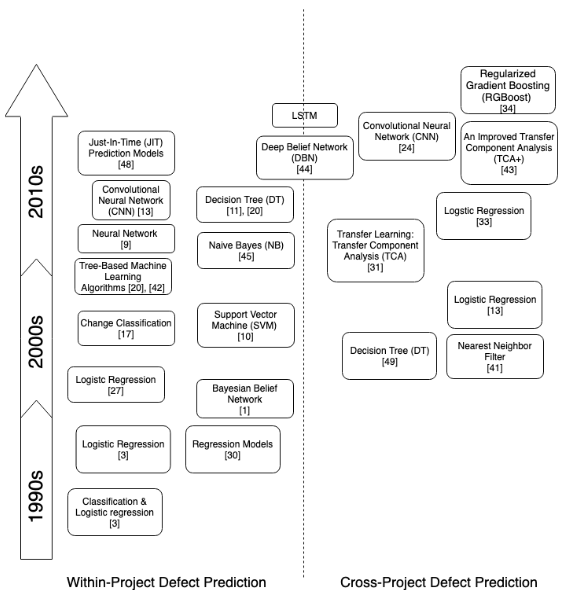 Regularized
Gradient Boosting
(RGBoost)
[34]
LSTM
Convolutional Neural
Network (CNN)
[24]
An Improved Transfer
Component Analysis
(TCA+)
[43]
Just-In-Time (JIT)
Prediction Models
[48]
Deep Belief Network
(DBN)
[44]
2010s
Convolutional
Neural Network
(CNN) [13]
Decision Tree (DT)
[11], [20]
Logstic Regression
[33]
Neural Network
[9]
Naive Bayes (NB)
[45]
Transfer Learning:
Transfer Component
Analysis (TCA)
[31]
Tree-Based Machine
Learning
Algorithms [20], [42]
2000s
Change Classification
[17]
Support Vector
Machine (SVM)
[10]
Logistic Regression
[13]
Decision Tree (DT)
[49]
Nearest Neighbor
Filter
[41]
Logistc Regression
[27]
Bayesian Belief
Network
[1]
1990s
Logistic Regression
[3]
Regression Models
[30]
Classification &
Logistic regression
[3]
Within-Project Defect Prediction
Cross-Project Defect Prediction